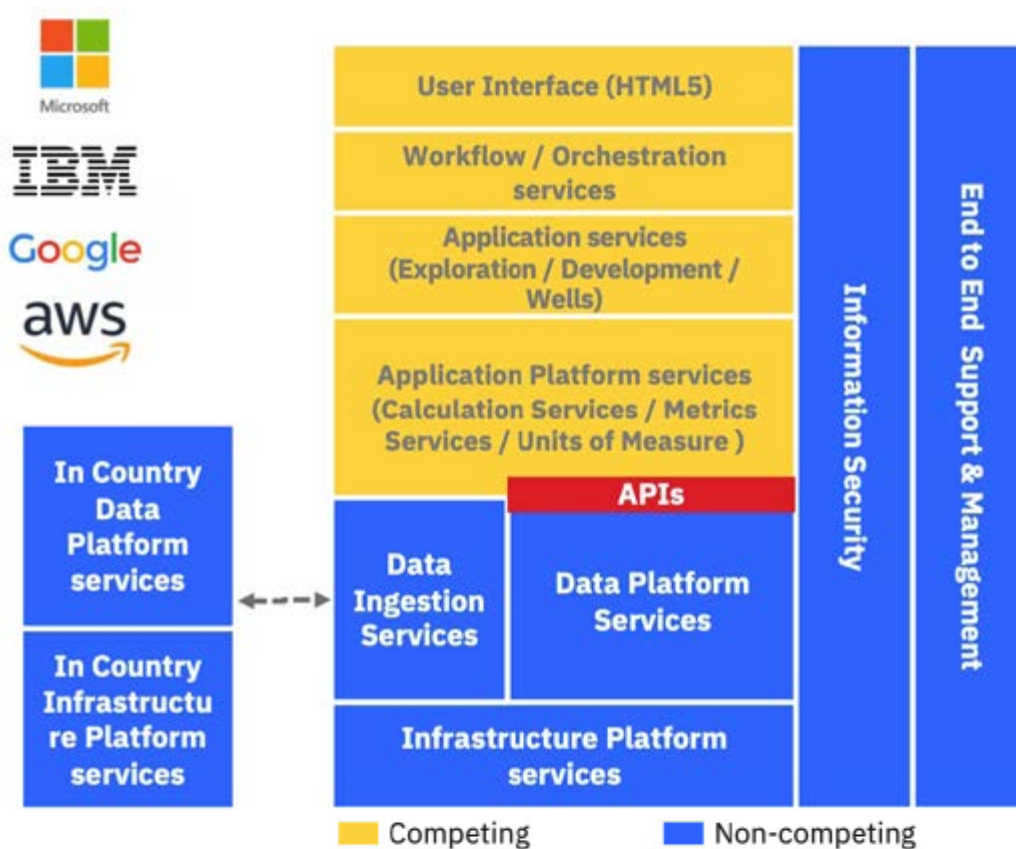 Microsoft
IBM
Google
aws
User Interface (HTML5)
Workflow / Orchestration
services
Application services
(Exploration / Development /
Wells)
Application Platform services
(Calculation Services / Metrics
Services / Units of Measure )
APIs
Data
Ingestion
Services
Data Platform
Services
Infrastructure Platform
services
In Country
Data
Platform
services
In Country
Infrastructu
re Platform
services
Information Security
End to End Support & Management
Competing
Non-competing